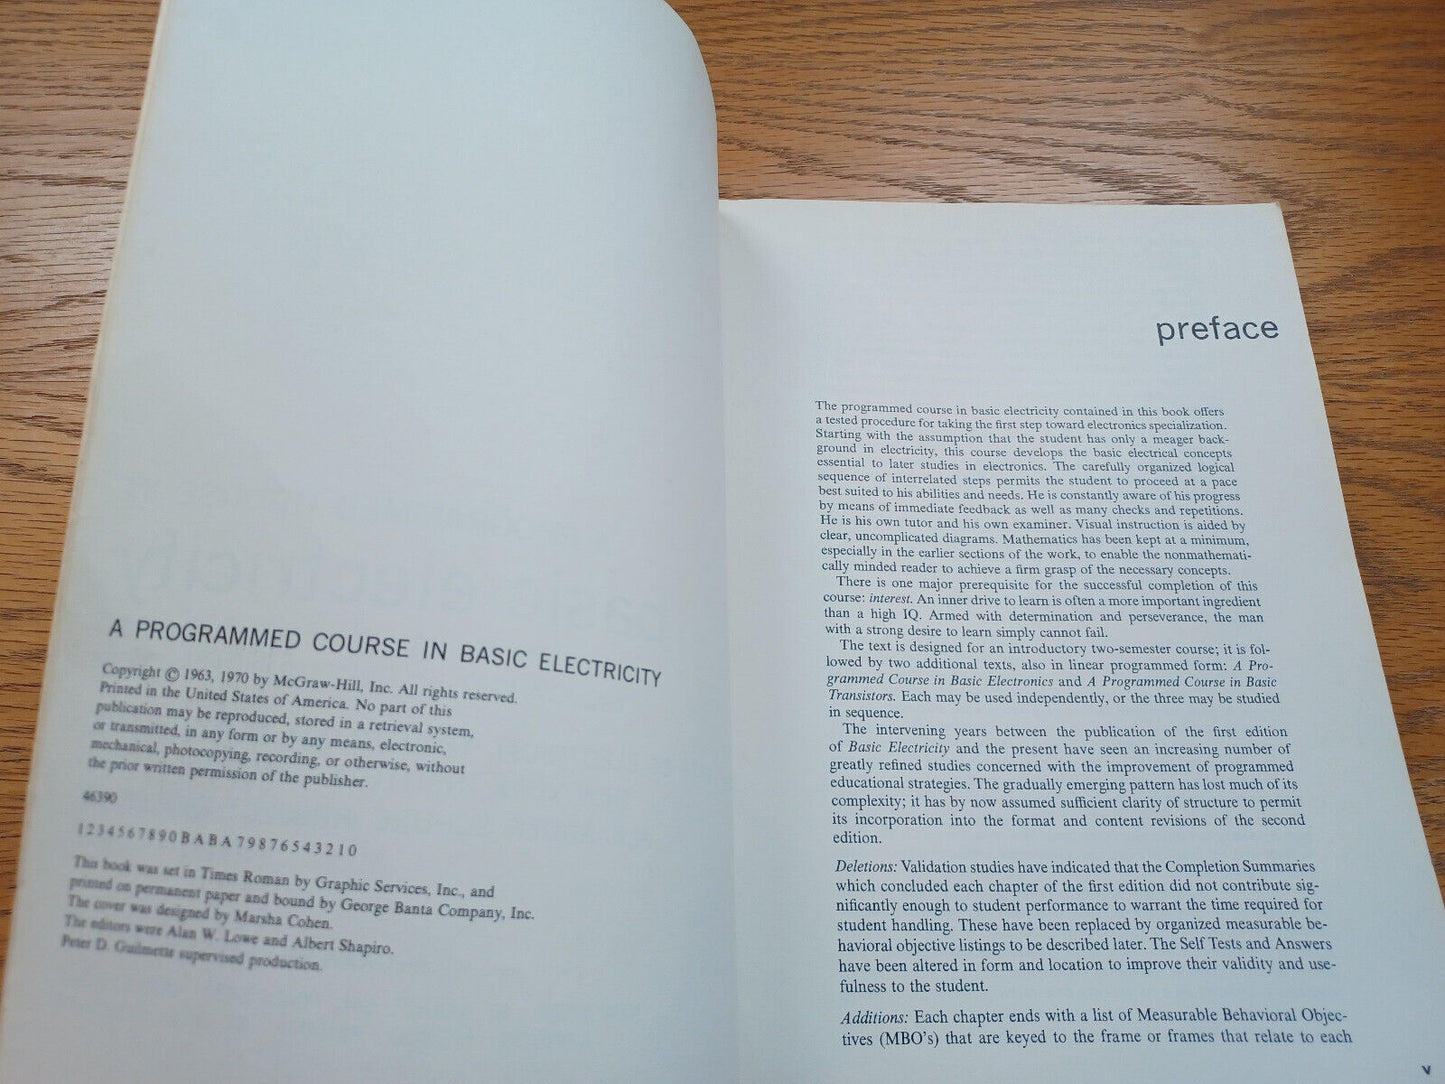 A PROGRAMMED COURSE IN BASIC ELECTRICITY
Copyright © 1963, 1970 by McGraw-Hill, Inc. All rights reserved.
Printed in the United States of America. No part of this
publication may be reproduced, stored in a retrieval system,
or transmitted, in any form or by any means, electronic,
mechanical, photocopying, recording, or otherwise, without
the prior written permission of the publisher.
46390
1 2 3 4 5 6 7 8 9 0 B A B A 7 9 8 7 6 5 4 3 2 1 0
This book was set in Times Roman by Graphic Services, Inc., and
printed on permanent paper and bound by George Banta Company, Inc.
The cover was designed by Marsha Cohen.
The editors were Alan W. Lowe and Albert Shapiro.
Peter D. Guilmette supervised production.
preface
The programmed course in basic electricity contained in this book offers
a tested procedure for taking the first step toward electronics specialization.
Starting with the assumption that the student has only a meager back-
ground in electricity, this course develops the basic electrical concepts
essential to later studies in electronics. The carefully organized logical
sequence of interrelated steps permits the student to proceed at a pace
best suited to his abilities and needs. He is constantly aware of his progress
by means of immediate feedback as well as many checks and repetitions.
He is his own tutor and his own examiner. Visual instruction is aided by
clear, uncomplicated diagrams. Mathematics has been kept at a minimum,
especially in the earlier sections of the work, to enable the nonmathemati-
cally minded reader to achieve a firm grasp of the necessary concepts.
There is one major prerequisite for the successful completion of this
course: interest. An inner drive to learn is often a more important ingredient
than a high IQ. Armed with determination and perseverance, the man
with a strong desire to learn simply cannot fail.
The text is designed for an introductory two-semester course; it is fol-
lowed by two additional texts, also in linear programmed form: A Pro-
grammed Course in Basic Electronics and A Programmed Course in Basic
Transistors. Each may be used independently, or the three may be studied
in sequence.
The intervening years between the publication of the first edition
of Basic Electricity and the present have seen an increasing number of
greatly refined studies concerned with the improvement of programmed
educational strategies. The gradually emerging pattern has lost much of its
complexity; it has by now assumed sufficient clarity of structure to permit
its incorporation into the format and content revisions of the second
edition.
Deletions: Validation studies have indicated that the Completion Summaries
which concluded each chapter of the first edition did not contribute sig-
nificantly enough to student performance to warrant the time required for
student handling. These have been replaced by organized measurable be-
havioral objective listings to be described later. The Self Tests and Answers
have been altered in form and location to improve their validity and use-
fulness to the student.
Additions: Each chapter ends with a list of Measurable Behavioral Objec-
tives (MBO's) that are keyed to the frame or frames that relate to each
v